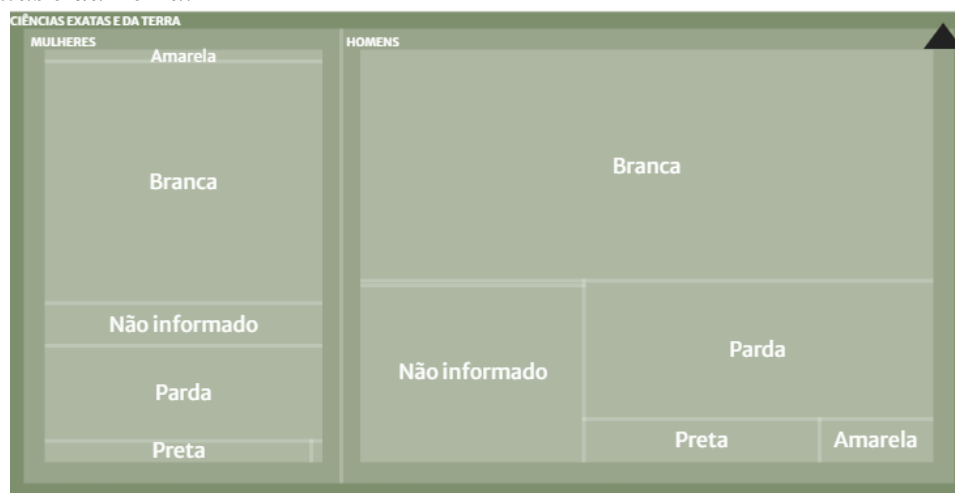 CIÊNCIAS EXATAS E DA TERRA
MULHERES
Amarela
Branca
Não informado
Parda
Preta
HOMENS
Branca
Não informado
Parda
Preta
Amarela